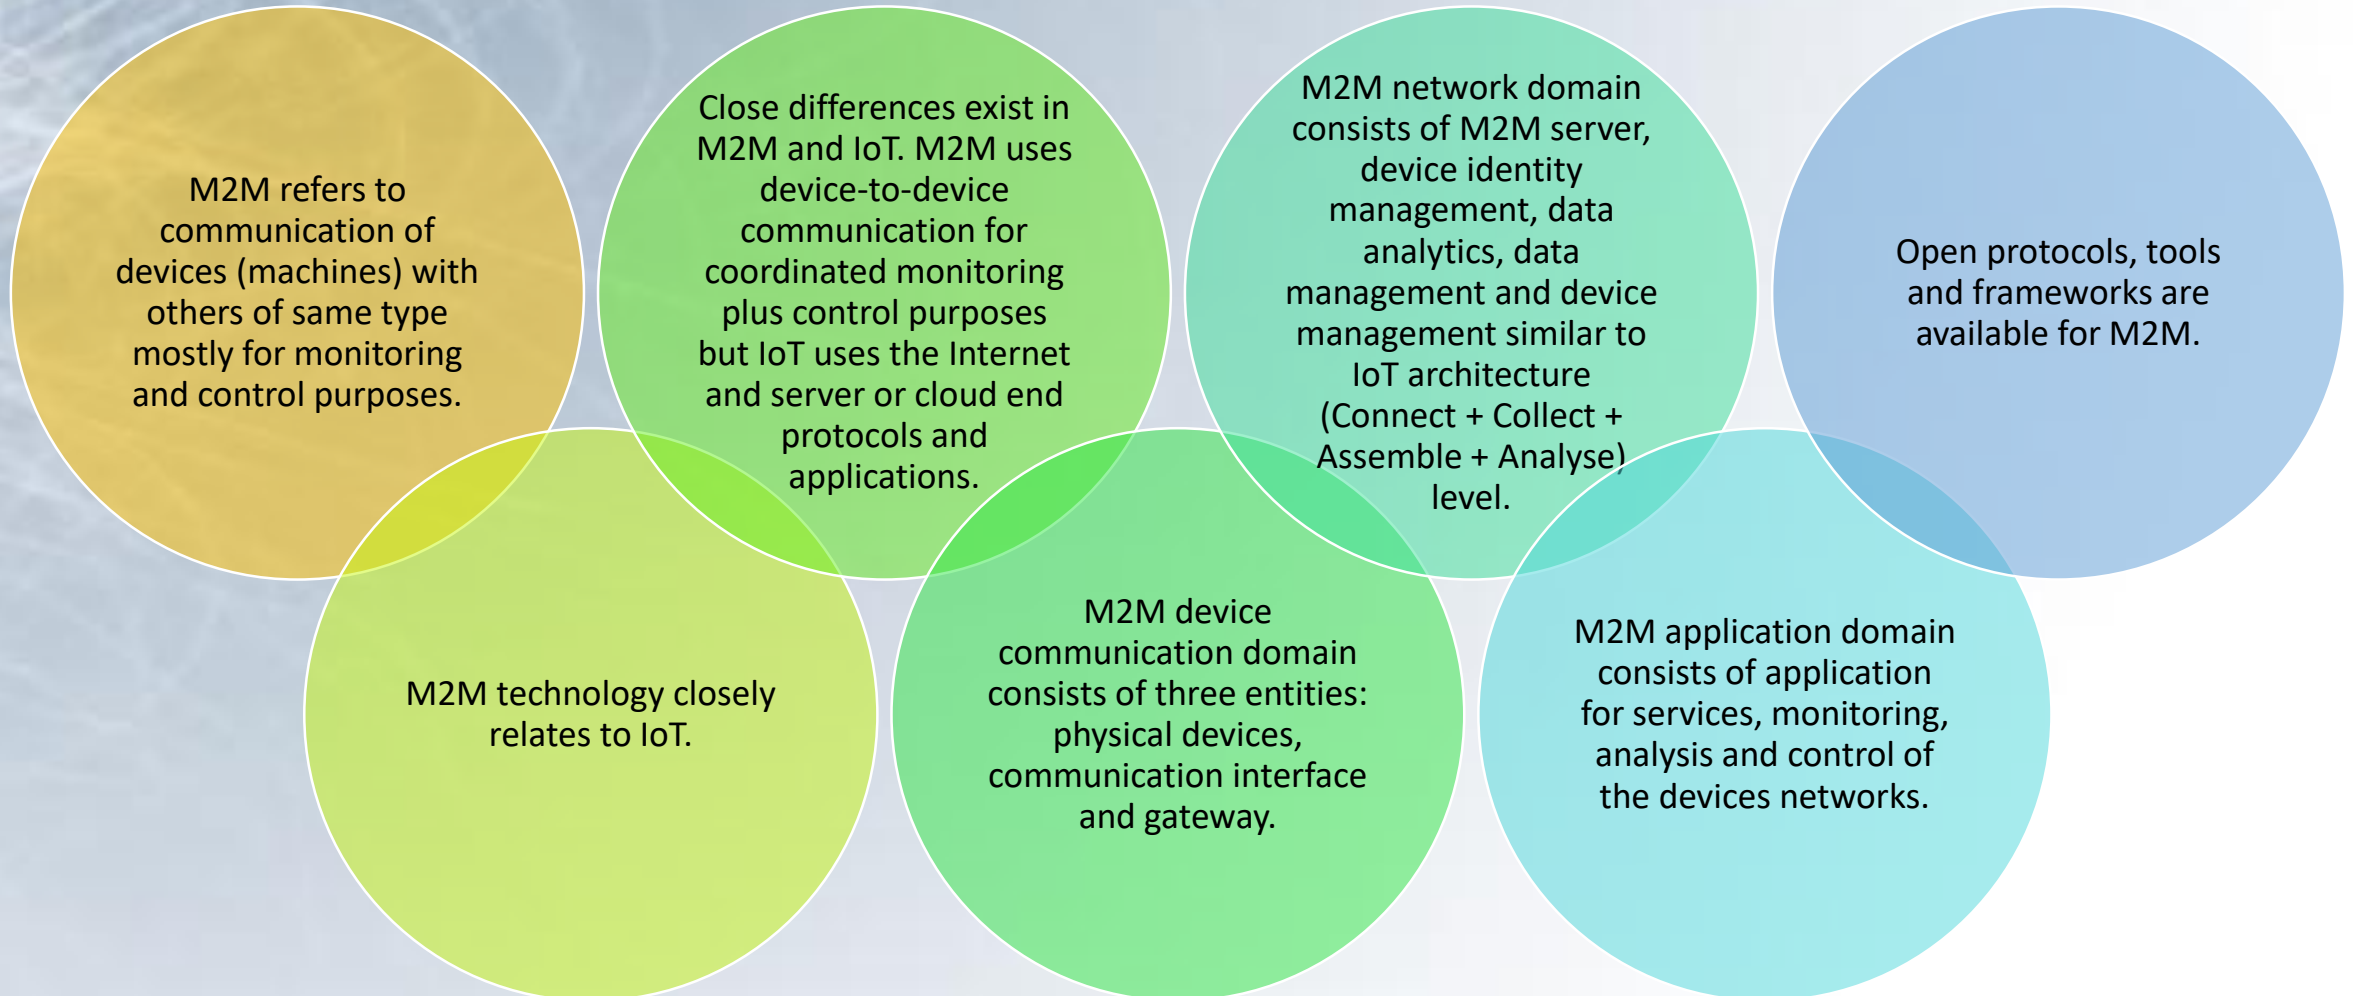 M2M refers to
communication of
devices (machines) with
others of same type
mostly for monitoring
and control purposes.
M2M technology closely
relates to IoT.
Close differences exist in
M2M and IoT. M2M uses
device-to-device
communication for
coordinated monitoring
plus control purposes
but IoT uses the Internet
and server or cloud end
protocols and
applications.
M2M device
communication domain
consists of three entities:
physical devices,
communication interface
and gateway.
M2M network domain
consists of M2M server,
device identity
management, data
analytics, data
management and device
management similar to
IoT architecture
(Connect + Collect +
Assemble + Analyse)
level.
M2M application domain
consists of application
for services, monitoring,
analysis and control of
the devices networks.
Open protocols, tools
and frameworks are
available for M2M.